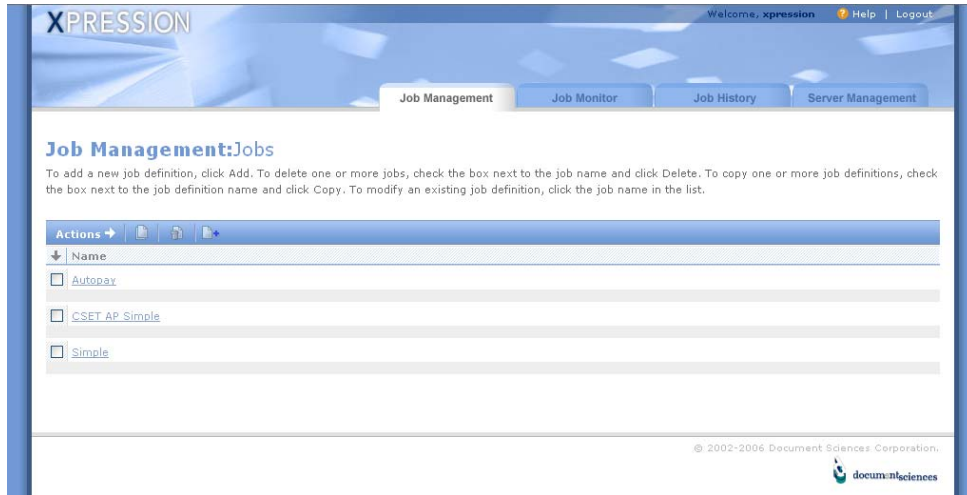 XPRESSION
Welcome, xpression Help | Logout
Job Management Job Monitor Job History Server Management
Job Management:Jobs
To add a new job definition, click Add. To delete one or more jobs, check the box next to the job name and click Delete. To copy one or more job definitions, check
the box next to the job definition name and click Copy. To modify an existing job definition, click the job name in the list.
Actions
Name
Autopay
CSET AP Simple
Simple
© 2002-2006 Document Sciences Corporation.
documentsciences